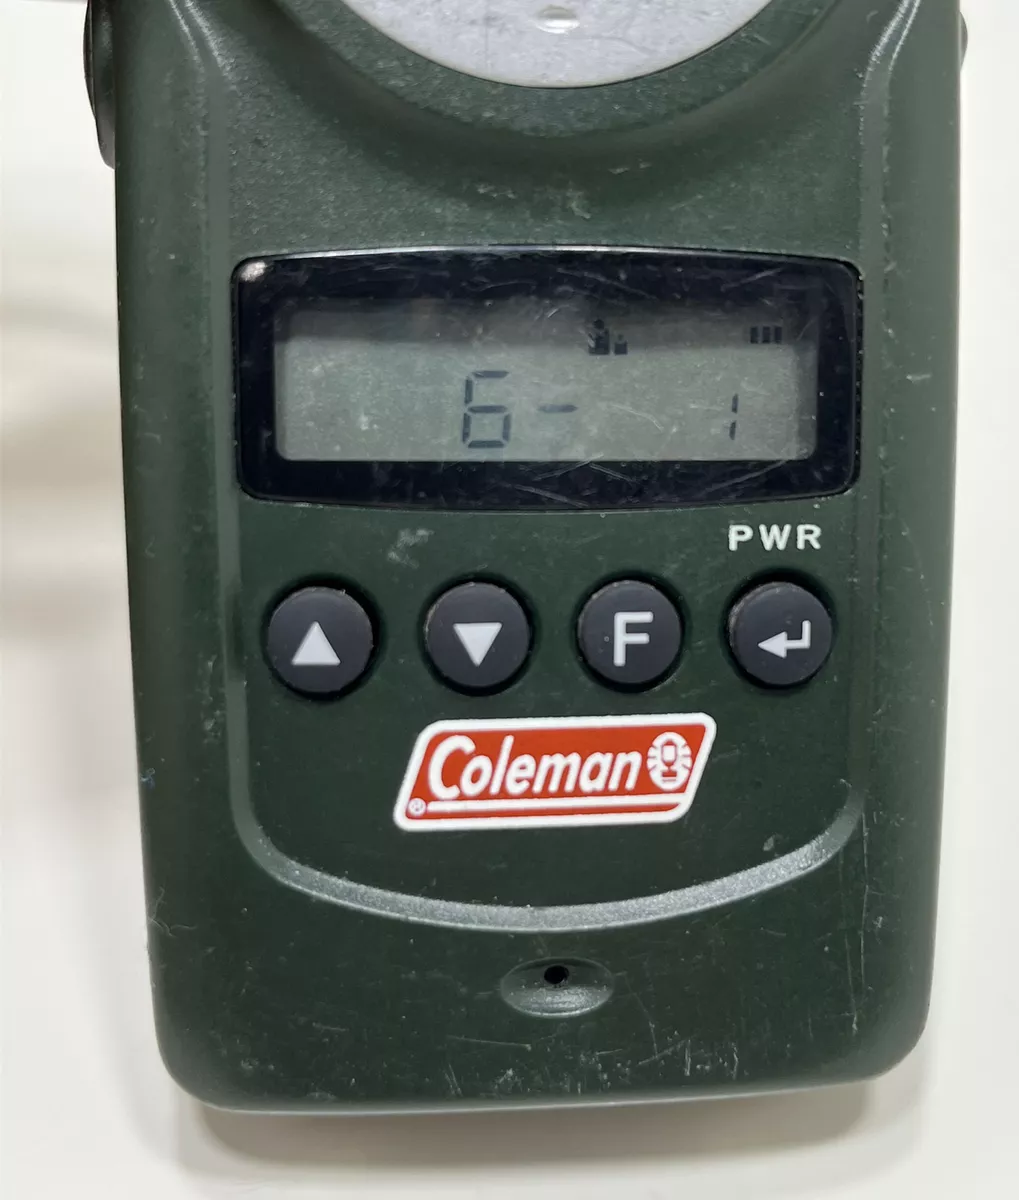 6- 1
PWR
F
Coleman
®